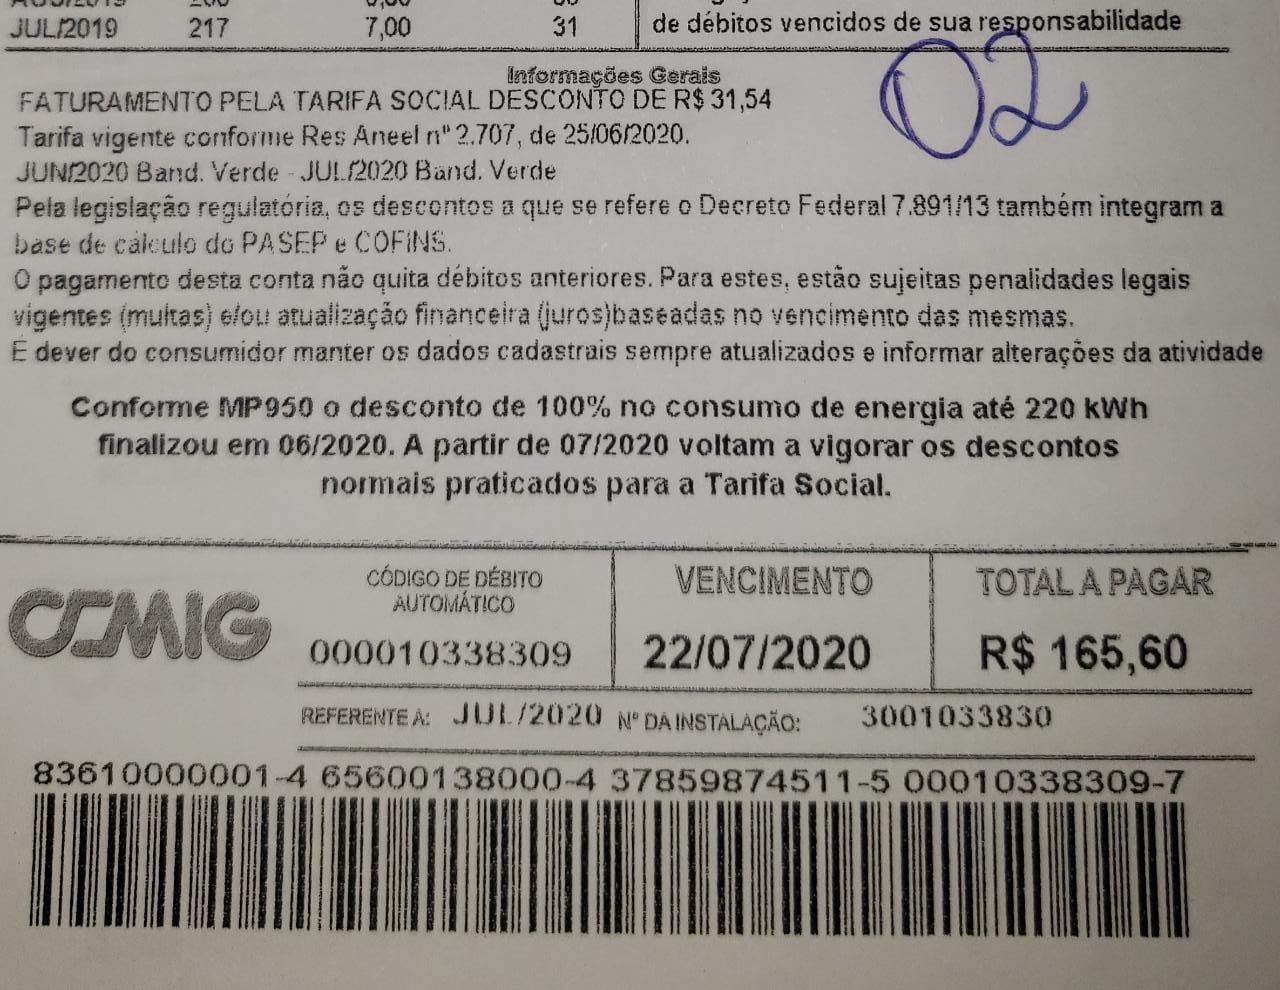 JUL/2019 217 7,00 31
de débitos vencidos de sua responsabilidade
02
Informações Gerais
FATURAMENTO PELA TARIFA SOCIAL DESCONTO DE R$ 31,54
Tarifa vigente conforme Res Aneel nº 2.707, de 25/06/2020.
JUN/2020 Band. Verde - JUL/2020 Band. Verde
Pela legislação regulatória, os descontos a que se refere o Decreto Federal 7.891/13 também integram a
base de cálculo do PASEP e COFINS.
O pagamento desta conta não quita débitos anteriores. Para estes, estão sujeitas penalidades legais
vigentes (multas) e/ou atualização financeira (juros)baseadas no vencimento das mesmas.
É dever do consumidor manter os dados cadastrais sempre atualizados e informar alterações da atividade
Conforme MP950 o desconto de 100% no consumo de energia até 220 kWh
finalizou em 06/2020. A partir de 07/2020 voltam a vigorar os descontos
normais praticados para a Tarifa Social.
CEMIG
CÓDIGO DE DÉBITO
AUTOMÁTICO
000010338309
VENCIMENTO
22/07/2020
TOTAL A PAGAR
R$ 165,60
REFERENTE A: JUL/2020 Nº DA INSTALAÇÃO: 3001033830
83610000001-4 65600138000-4 37859874511-5 00010338309-7